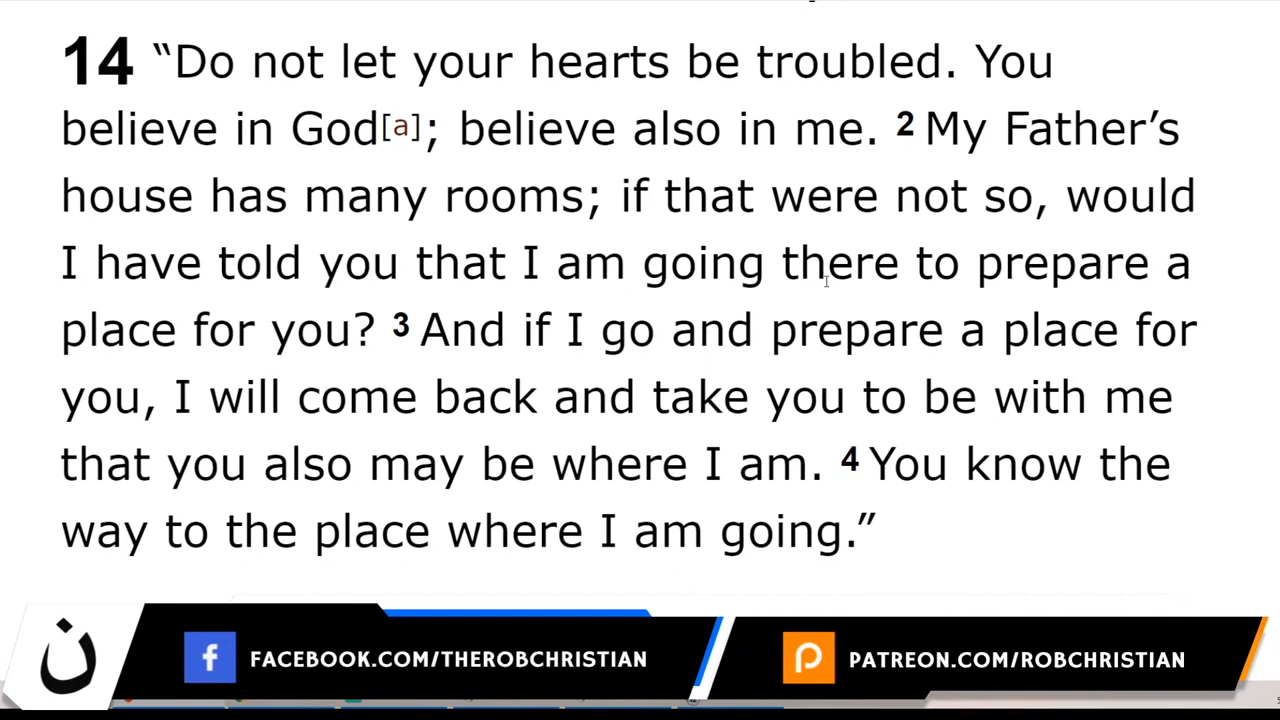 14 “Do not let your hearts be troubled. You
believe in God[a]; believe also in me. 2 My Father’s
house has many rooms; if that were not so, would
I have told you that I am going there to prepare a
place for you? 3 And if I go and prepare a place for
you, I will come back and take you to be with me
that you also may be where I am. 4 You know the
way to the place where I am going.”
ن
f FACEBOOK.COM/THEROBCHRISTIAN
PATREON.COM/ROBCHRISTIAN